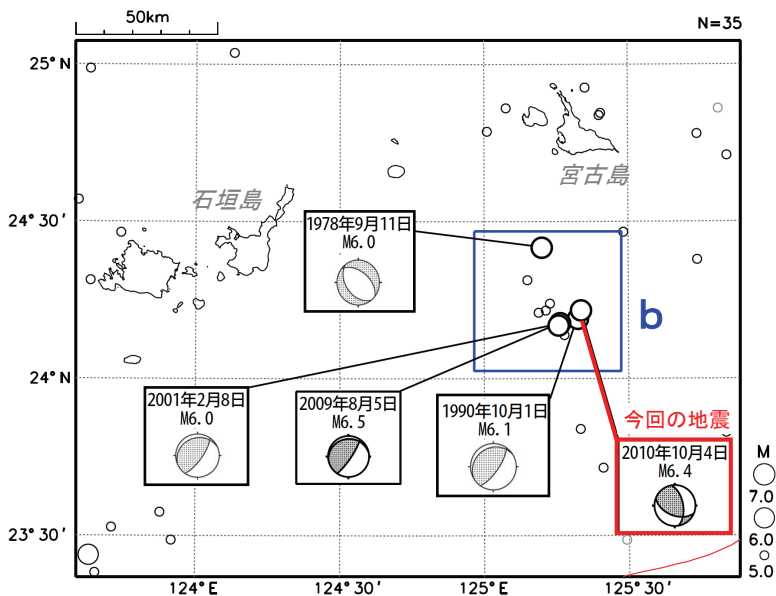 50km
N=35
25°N
宮古島
石垣島
24°30′
1978年9月11日
M6.0
b
24°N
2001年2月8日
M6.0
2009年8月5日
M6.5
1990年10月1日
M6.1
今回の地震
2010年10月4日
M6.4
M
7.0
6.0
5.0
23°30′
124°E
124°30′
125°E
125°30′